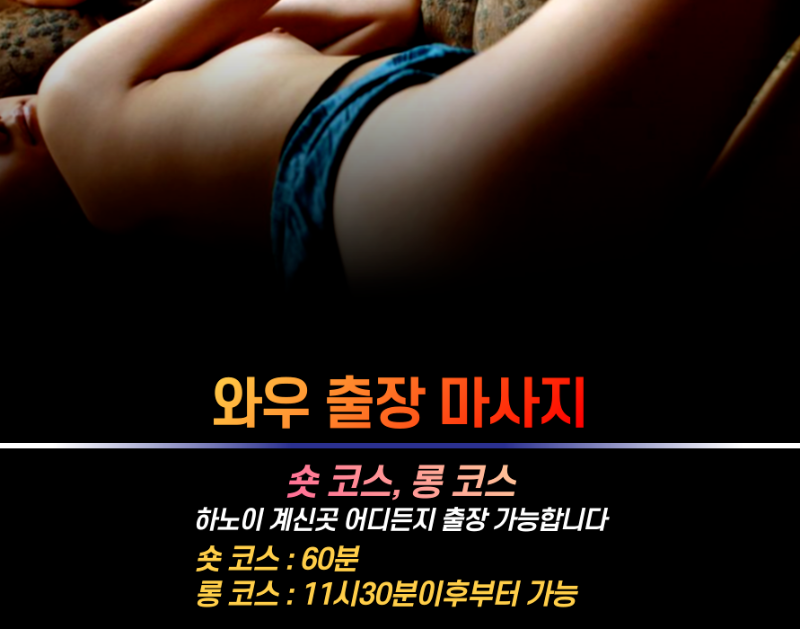 와우 출장 마사지
숏 코스, 롱 코스
하노이 계신곳 어디든지 출장 가능합니다
숏 코스 : 60분
롱 코스 : 11시30분이후부터 가능